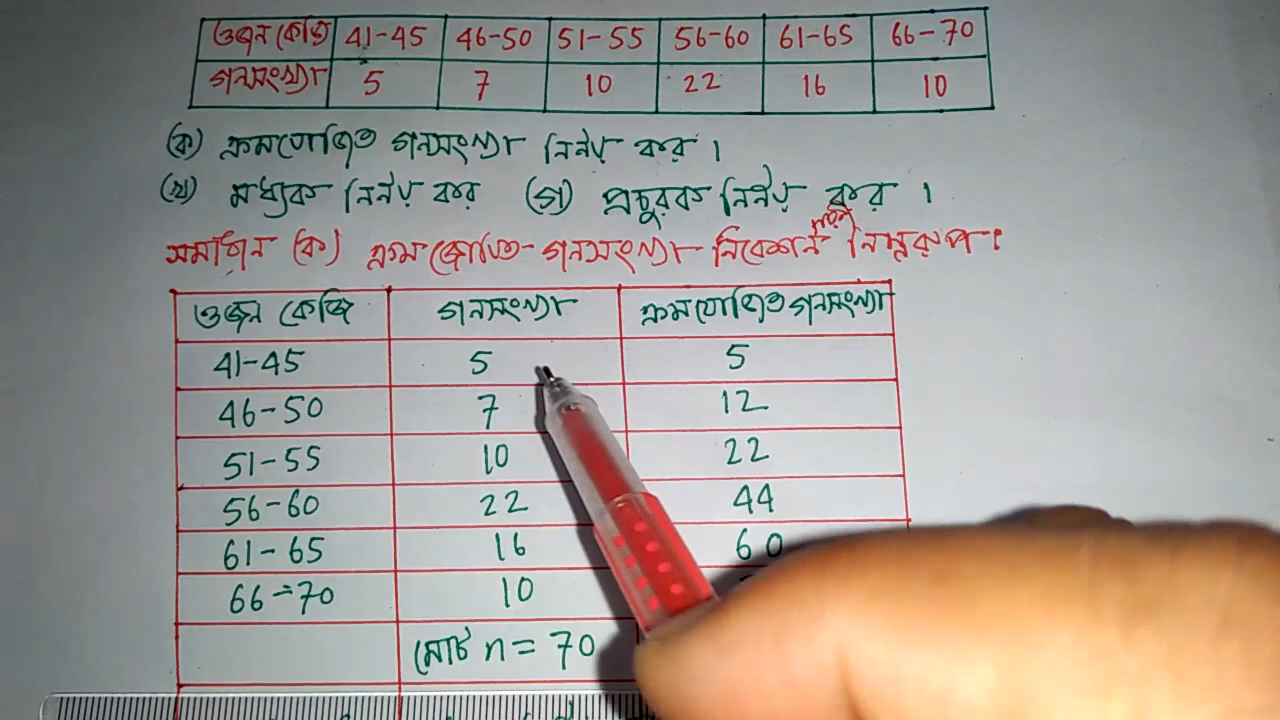 ওজন কেজি 41-45 46-50 51-55 56-60 61-65 66-70
গনসংখ্যা 5 7 10 22 16 10
(ক) ক্রমযোজিত গনসংখ্যা নির্নয় কর।
(খ) মধ্যক নির্নয় কর (গ) প্রচুরক নির্নয় কর।
সমাধান (ক) ক্রমযোজিত গনসংখ্যা নিবেশন নিম্নরূপঃ
ওজন কেজি গনসংখ্যা ক্রমযোজিত গনসংখ্যা
41-45 5 5
46-50 7 12
51-55 10 22
56-60 22 44
61-65 16 60
66-70 10
মোট n = 70